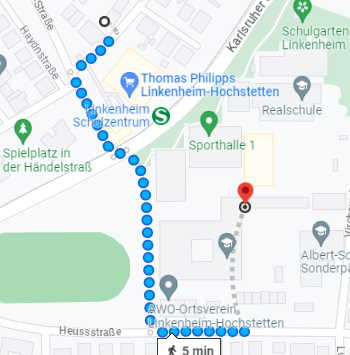 Straße
Haydnstraße
Karlsruher S
Schulgarten
Linkenheim
Thomas Philipps
Linkenheim-Hochstetten
Linkenheim
Schulzentrum
S
Realschule
Spielplatz in
der Händelstraß
Sporthalle 1
Albert-Sc
Sonderpä
AWO-Ortsverein
Linkenheim-Hochstetten
Heussstraße
5 min